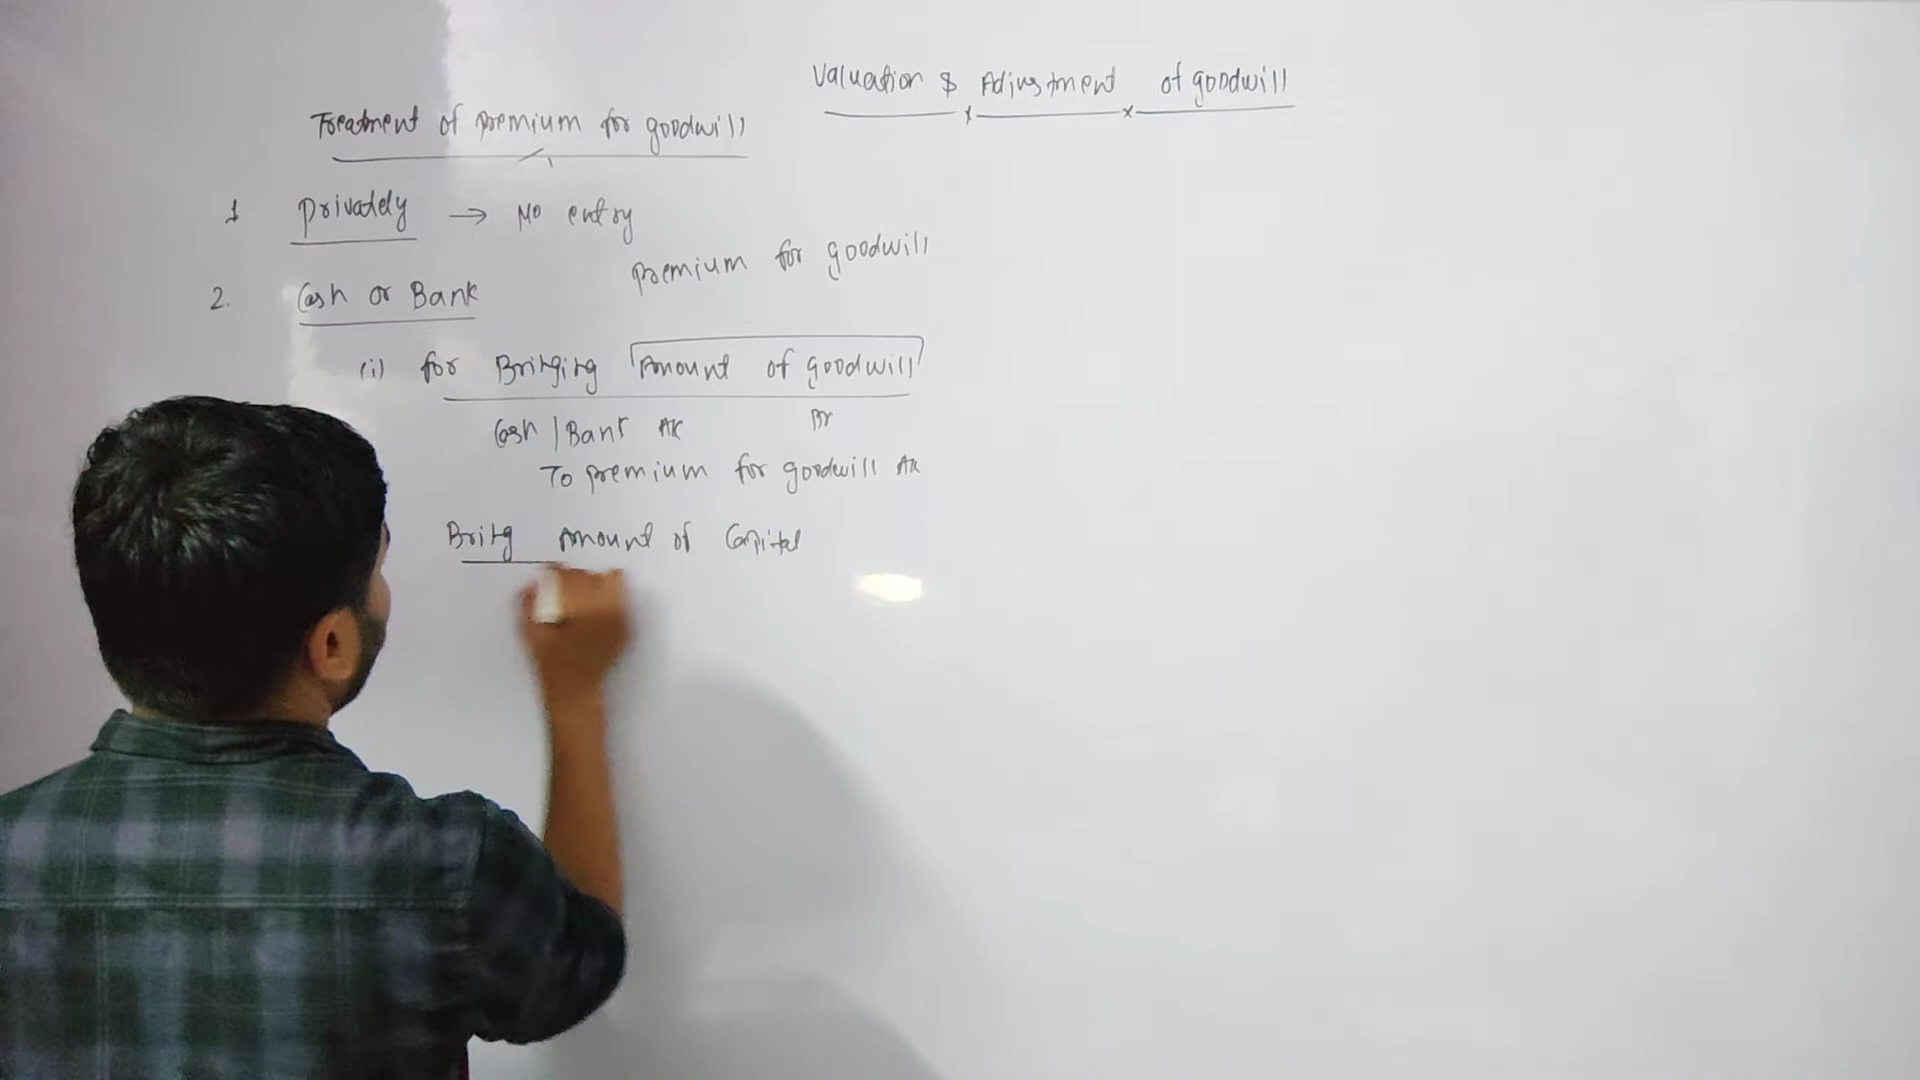 Valuation & Adjustment of goodwill
Treatment of premium for goodwill
1 privately → No entry
premium for goodwill
2. Cash or Bank
(i) for Bringing Amount of goodwill
Cash | Bank A/c Dr
To premium for goodwill A/c
Bring Amount of Capital